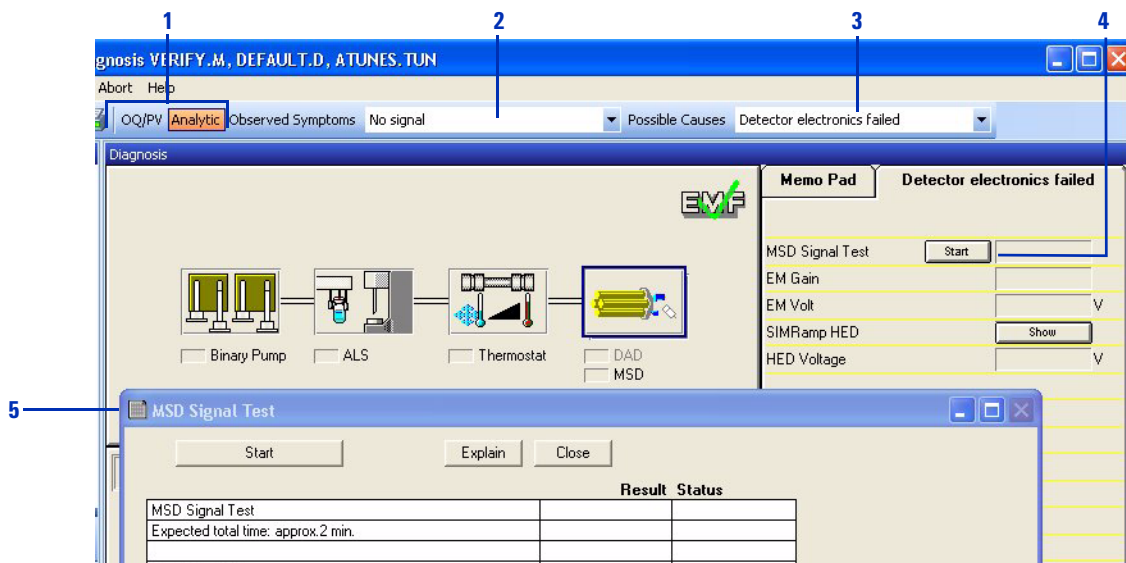 1 2 3 4
gnosis VERIFY.M, DEFAULT.D, ATUNES.TUN
Abort Help
OQ/PV Analytic Observed Symptoms No signal Possible Causes Detector electronics failed
Diagnosis
Memo Pad Detector electronics failed
EMF
MSD Signal Test Start
EM Gain
EM Volt V
SIMRamp HED Show
HED Voltage V
Binary Pump ALS Thermostat DAD
MSD
5
MSD Signal Test
Start Explain Close
Result Status
MSD Signal Test
Expected total time: approx.2 min.